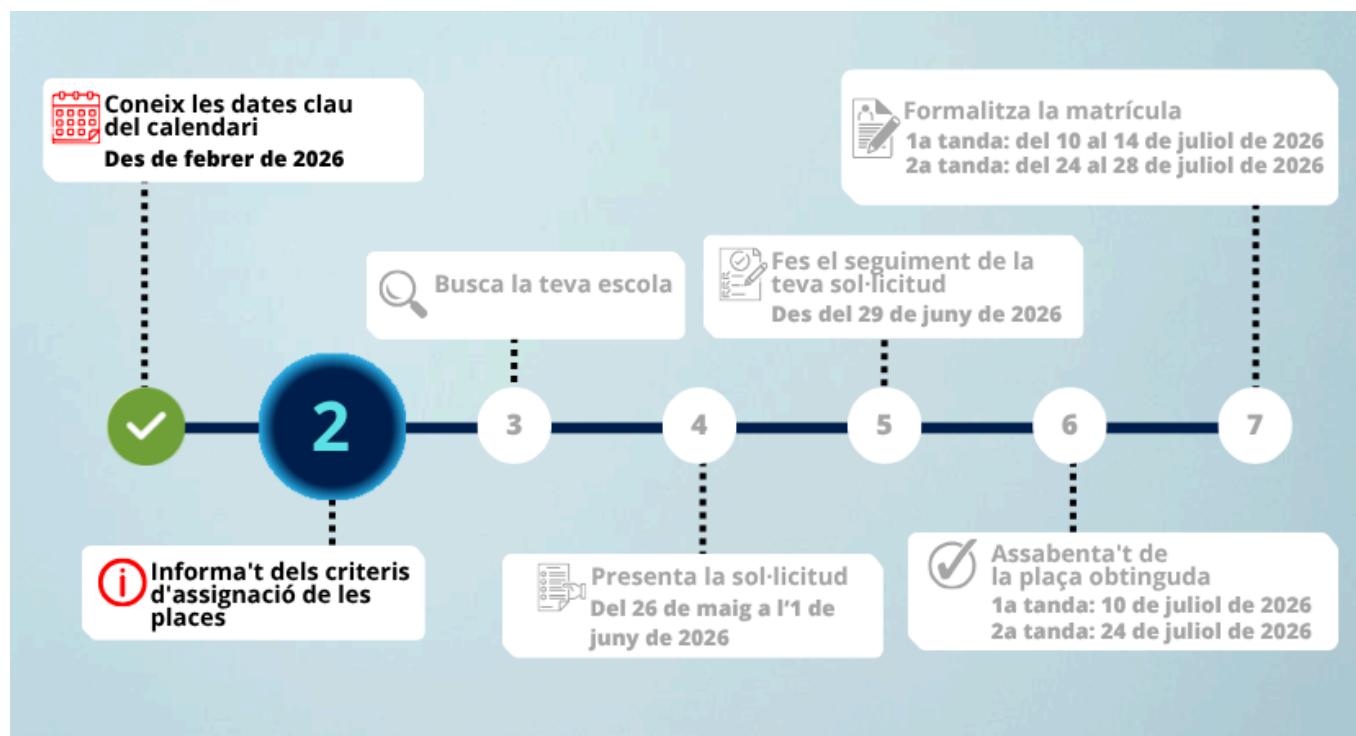 Coneix les dates clau
del calendari
Des de febrer de 2026
2
Informa't dels criteris
d'assignació de les
places
Busca la teva escola
3
4
Presenta la sol·licitud
Del 26 de maig a l’1 de
juny de 2026
Fes el seguiment de la
teva sol·licitud
Des del 29 de juny de 2026
5
6
Assabenta't de
la plaça obtinguda
1a tanda: 10 de juliol de 2026
2a tanda: 24 de juliol de 2026
Formalitza la matrícula
1a tanda: del 10 al 14 de juliol de 2026
2a tanda: del 24 al 28 de juliol de 2026
7